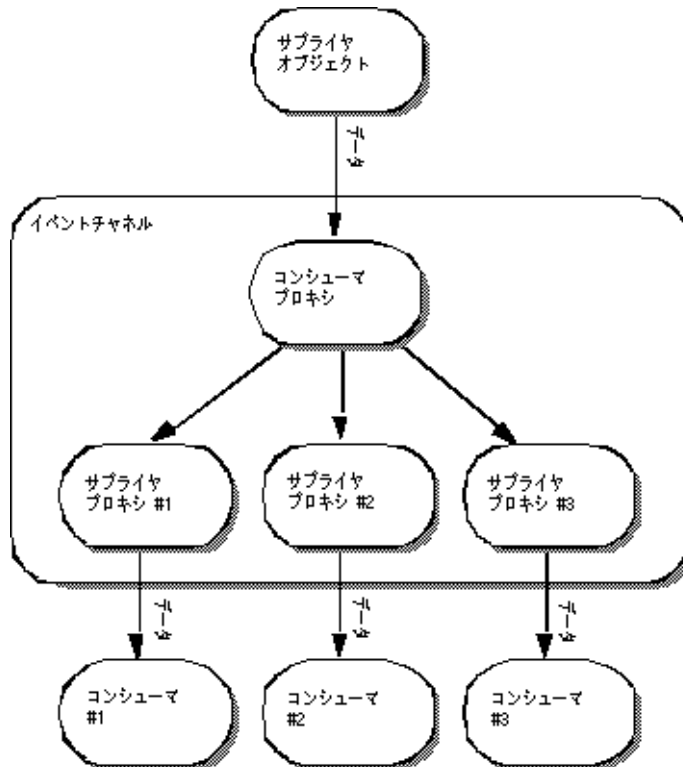 サプライヤ
オブジェクト
データ
イベントチャネル
コンシューマ
プロキシ
サプライヤ
プロキシ #1
サプライヤ
プロキシ #2
サプライヤ
プロキシ #3
データ
データ
データ
コンシューマ
#1
コンシューマ
#2
コンシューマ
#3